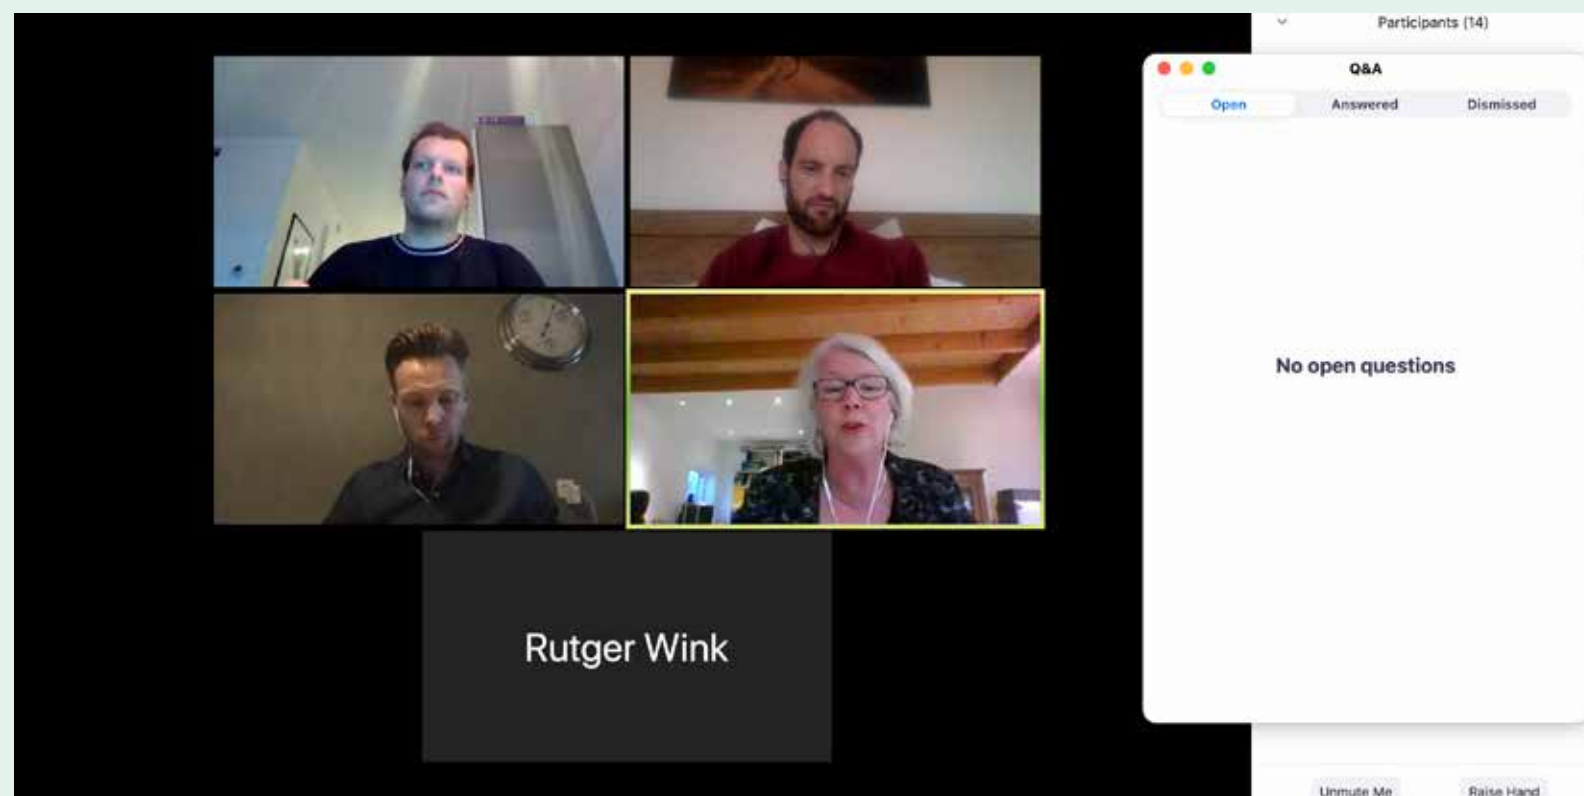 Participants (14)
Q&A
Open Answered Dismissed
No open questions
Rutger Wink
Unmute Me Raise Hand